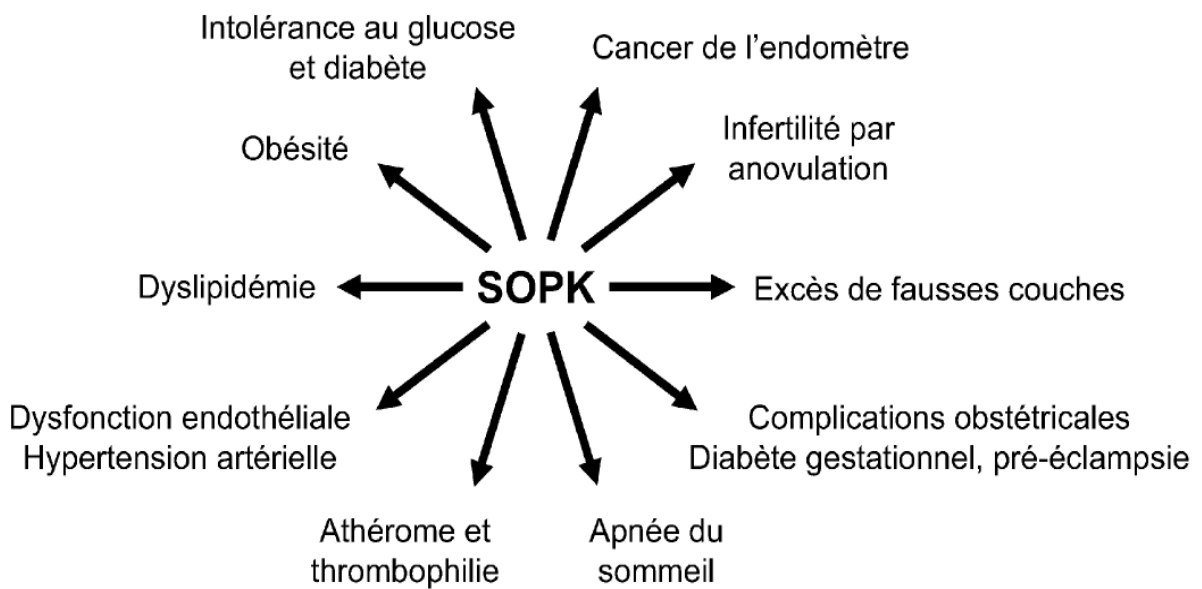 Intolérance au glucose
et diabète
Cancer de l'endomètre
Obésité
Infertilité par
anovulation
Dyslipidémie
SOPK
Excès de fausses couches
Dysfonction endothéliale
Hypertension artérielle
Complications obstétricales
Diabète gestationnel, pré-éclampsie
Athérome et
thrombophilie
Apnée du
sommeil